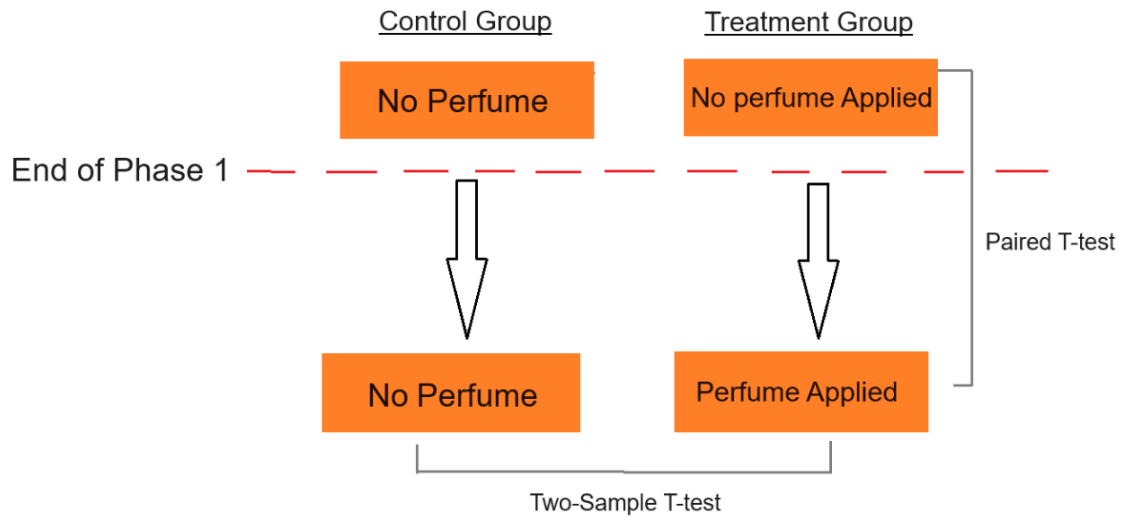 Control Group
Treatment Group
No Perfume
No perfume Applied
End of Phase 1
Paired T-test
No Perfume
Perfume Applied
Two-Sample T-test